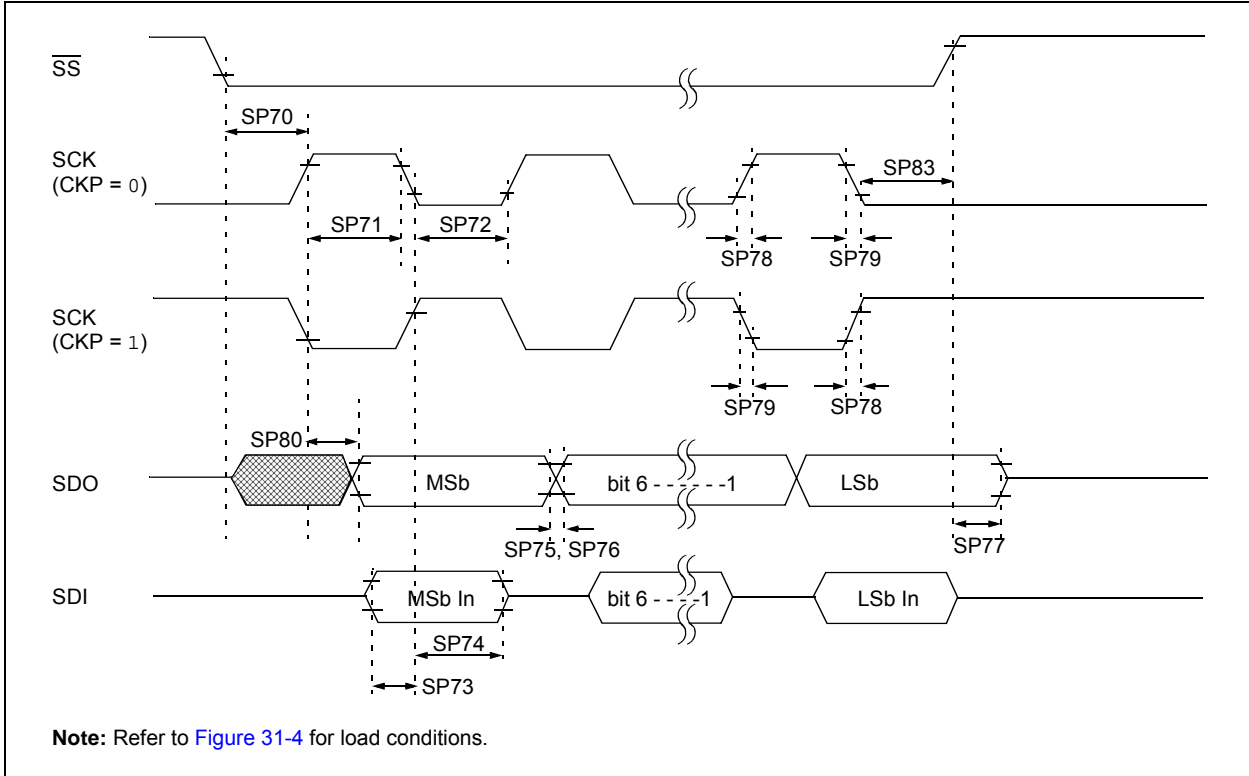 SS
SP70
SCK
(CKP = 0)
SP83
SP71
SP72
SP78
SP79
SCK
(CKP = 1)
SP79
SP78
SP80
SDO
MSb
bit 6 - - - - - -1
LSb
SP75, SP76
SP77
SDI
MSb In
bit 6 - - - -1
LSb In
SP74
SP73
Note: Refer to Figure 31-4 for load conditions.